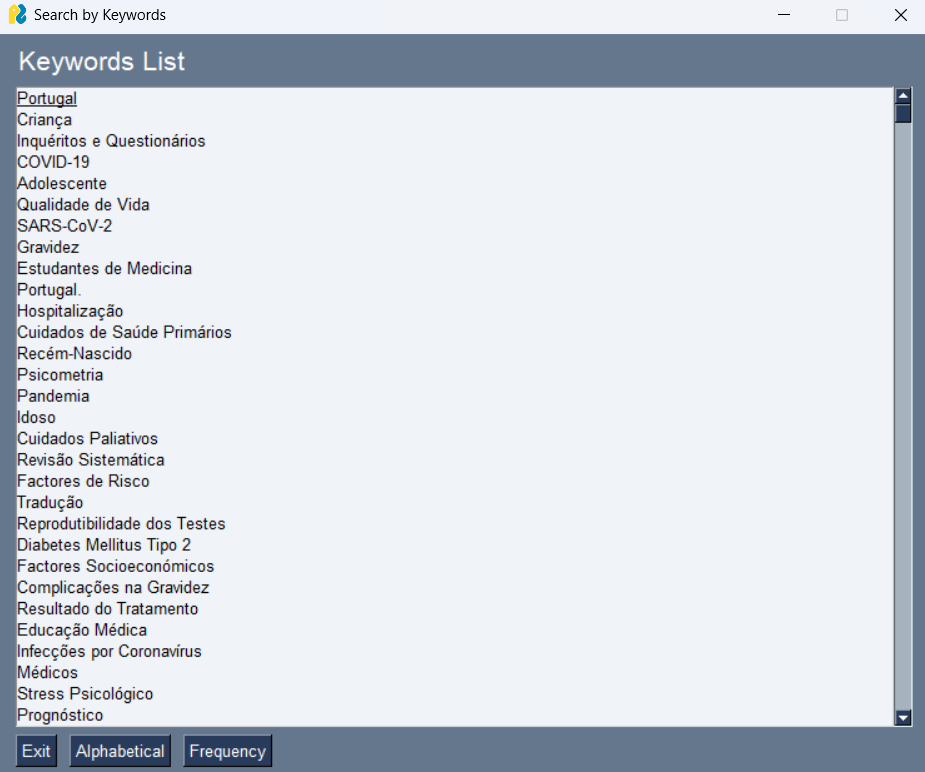 Search by Keywords
Keywords List
Portugal
Criança
Inquéritos e Questionários
COVID-19
Adolescente
Qualidade de Vida
SARS-CoV-2
Gravidez
Estudantes de Medicina
Portugal.
Hospitalização
Cuidados de Saúde Primários
Recém-Nascido
Psicometria
Pandemia
Idoso
Cuidados Paliativos
Revisão Sistemática
Factores de Risco
Tradução
Reprodutibilidade dos Testes
Diabetes Mellitus Tipo 2
Factores Socioeconómicos
Complicações na Gravidez
Resultado do Tratamento
Educação Médica
Infecções por Coronavírus
Médicos
Stress Psicológico
Prognóstico
Exit Alphabetical Frequency